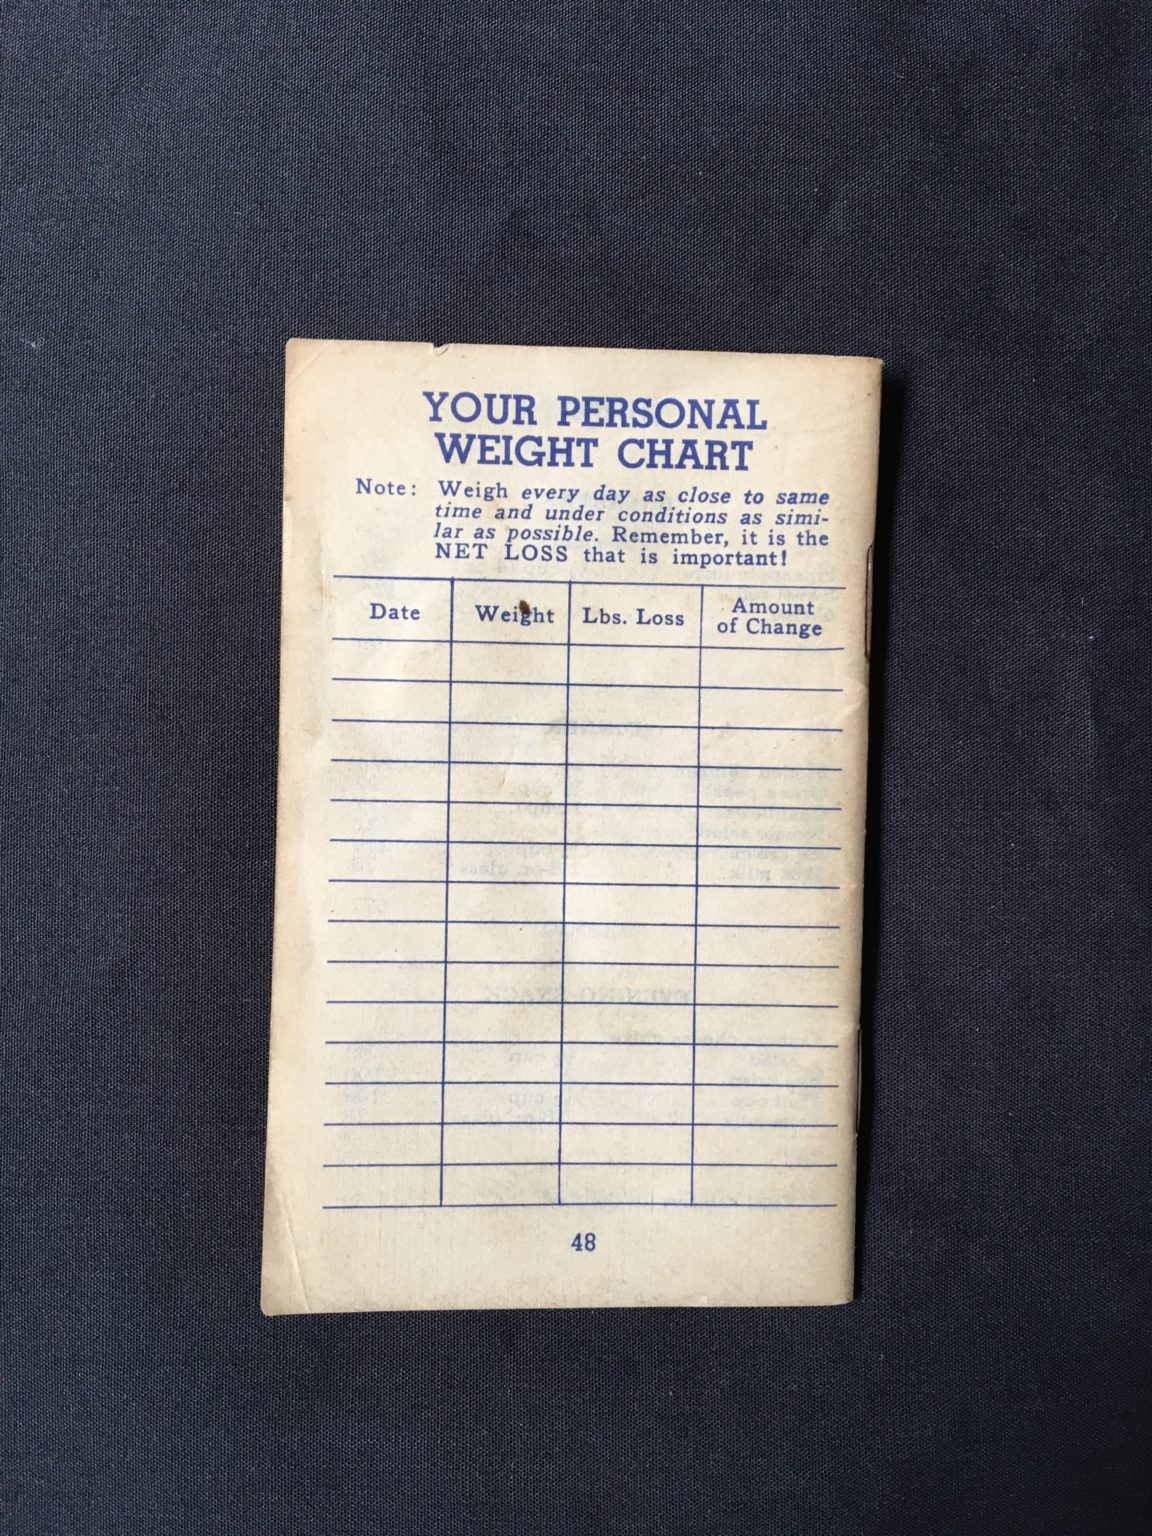 YOUR PERSONAL
WEIGHT CHART
Note: Weigh every day as close to same
time and under conditions as simi-
lar as possible. Remember, it is the
NET LOSS that is important!
Date Weight Lbs. Loss Amount of Change
48